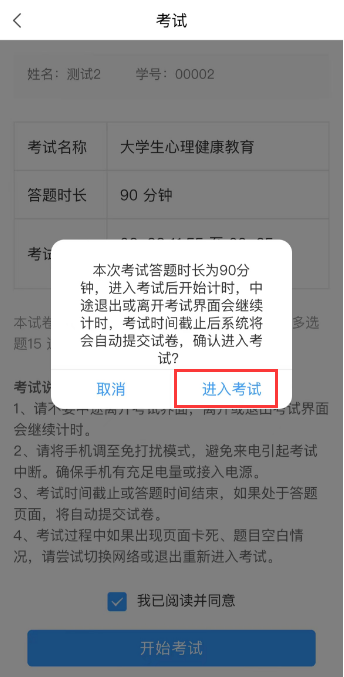 考试
姓名：测试2 学号：00002
考试名称 大学生心理健康教育
答题时长 90 分钟
考试
本次考试答题时长为90分
钟，进入考试后开始计时，中
途退出或离开考试界面会继续
计时，考试时间截止后系统将
会自动提交试卷，确认进入考
试？
取消 进入考试
本试卷 多选
题15
考试说
1、请不要中途离开考试界面，离开或退出考试界面
会继续计时。
2、请将手机调至免打扰模式，避免来电引起考试
中断。确保手机有充足电量或接入电源。
3、考试时间截止或答题时间结束，如果处于答题
页面，将自动提交试卷。
4、考试过程中如果出现页面卡死、题目空白情
况，请尝试切换网络或退出重新进入考试。
我已阅读并同意
开始考试